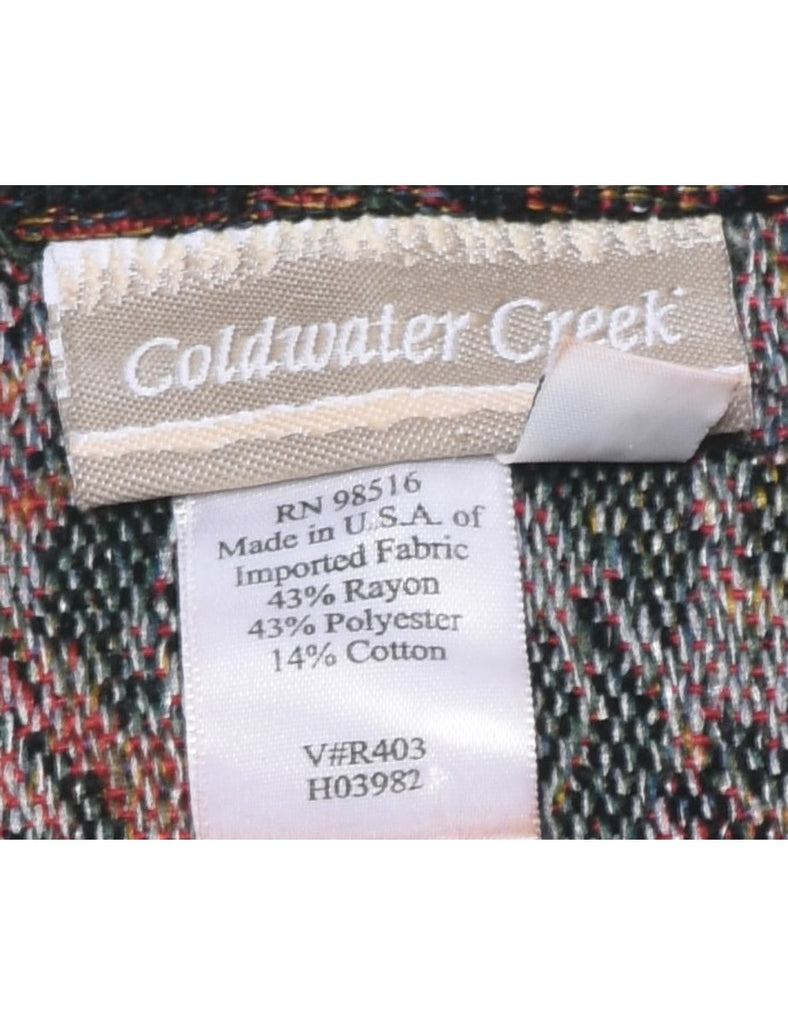 Coldwater Creek
RN 98516
Made in U.S.A. of
Imported Fabric
43% Rayon
43% Polyester
14% Cotton
V#R403
H03982